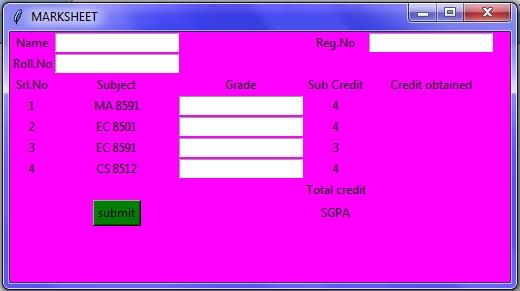 MARKSHEET
Name Reg.No
Roll.No
Srl.No Subject Grade Sub Credit Credit obtained
1 MA 8591 4
2 EC 8501 4
3 EC 8591 3
4 CS 8512 4
Total credit
submit SGPA